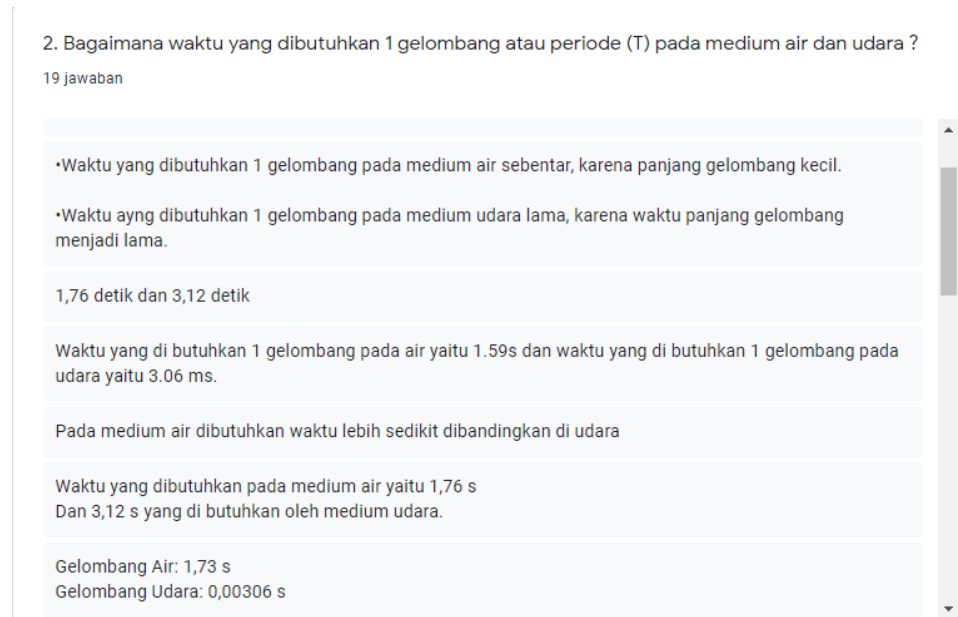 2. Bagaimana waktu yang dibutuhkan 1 gelombang atau periode (T) pada medium air dan udara ?
19 jawaban
•Waktu yang dibutuhkan 1 gelombang pada medium air sebentar, karena panjang gelombang kecil.
•Waktu ayng dibutuhkan 1 gelombang pada medium udara lama, karena waktu panjang gelombang
menjadi lama.
1,76 detik dan 3,12 detik
Waktu yang di butuhkan 1 gelombang pada air yaitu 1.59s dan waktu yang di butuhkan 1 gelombang pada
udara yaitu 3.06 ms.
Pada medium air dibutuhkan waktu lebih sedikit dibandingkan di udara
Waktu yang dibutuhkan pada medium air yaitu 1,76 s
Dan 3,12 s yang di butuhkan oleh medium udara.
Gelombang Air: 1,73 s
Gelombang Udara: 0,00306 s